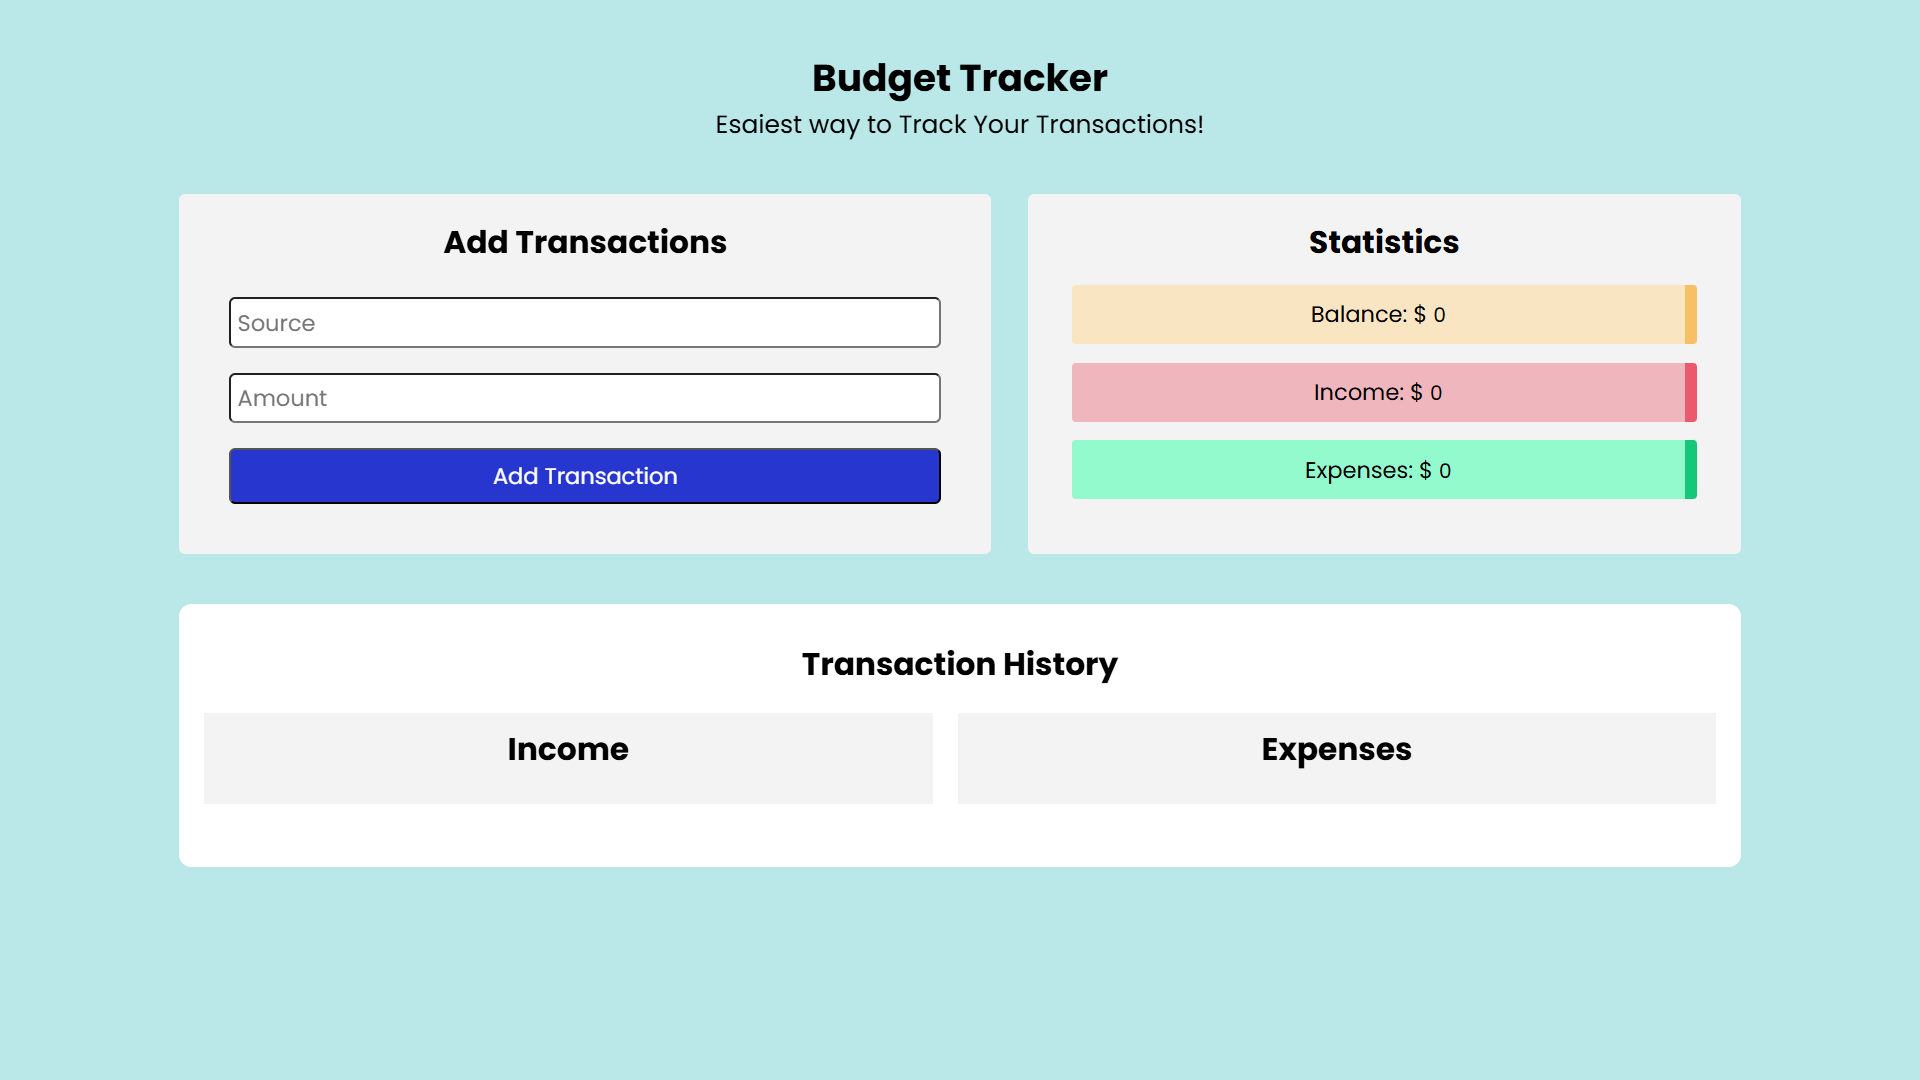 Budget Tracker
Esaiest way to Track Your Transactions!
Add Transactions
Source
Amount
Add Transaction
Statistics
Balance: $ 0
Income: $ 0
Expenses: $ 0
Transaction History
Income
Expenses